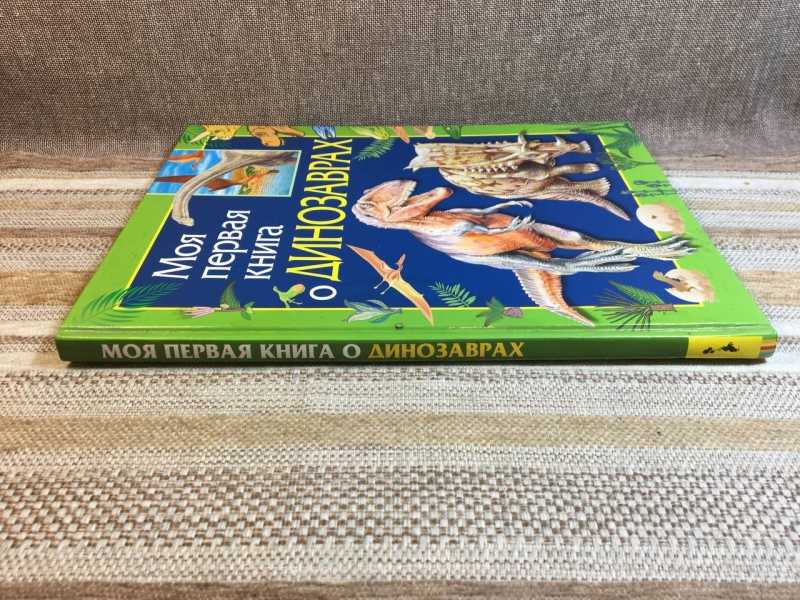 Моя
первая
книга
о ДИНОЗАВРАХ
МОЯ ПЕРВАЯ КНИГА О ДИНОЗАВРАХ